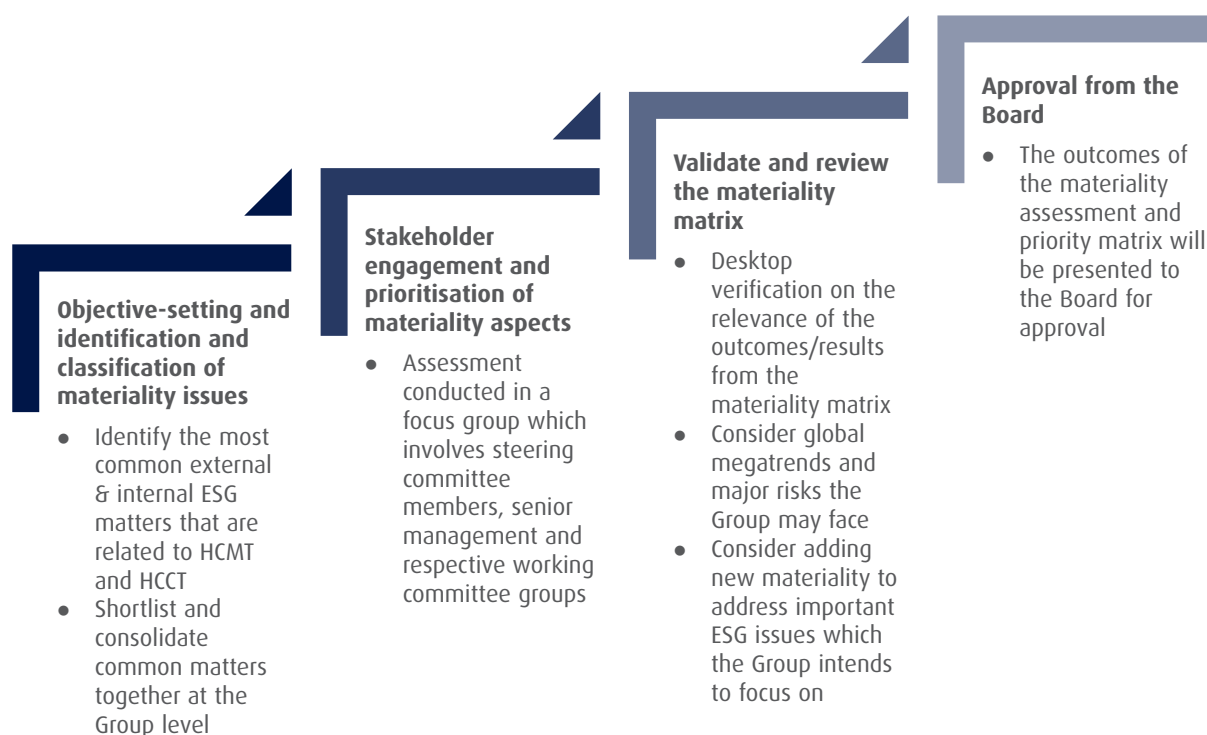 Objective-setting and
identification and
classification of
materiality issues
● Identify the most
common external
& internal ESG
matters that are
related to HCMT
and HCCT
● Shortlist and
consolidate
common matters
together at the
Group level
Stakeholder
engagement and
prioritisation of
materiality aspects
● Assessment
conducted in a
focus group which
involves steering
committee
members, senior
management and
respective working
committee groups
Validate and review
the materiality
matrix
● Desktop
verification on the
relevance of the
outcomes/results
from the
materiality matrix
● Consider global
megatrends and
major risks the
Group may face
● Consider adding
new materiality to
address important
ESG issues which
the Group intends
to focus on
Approval from the
Board
● The outcomes of
the materiality
assessment and
priority matrix will
be presented to
the Board for
approval